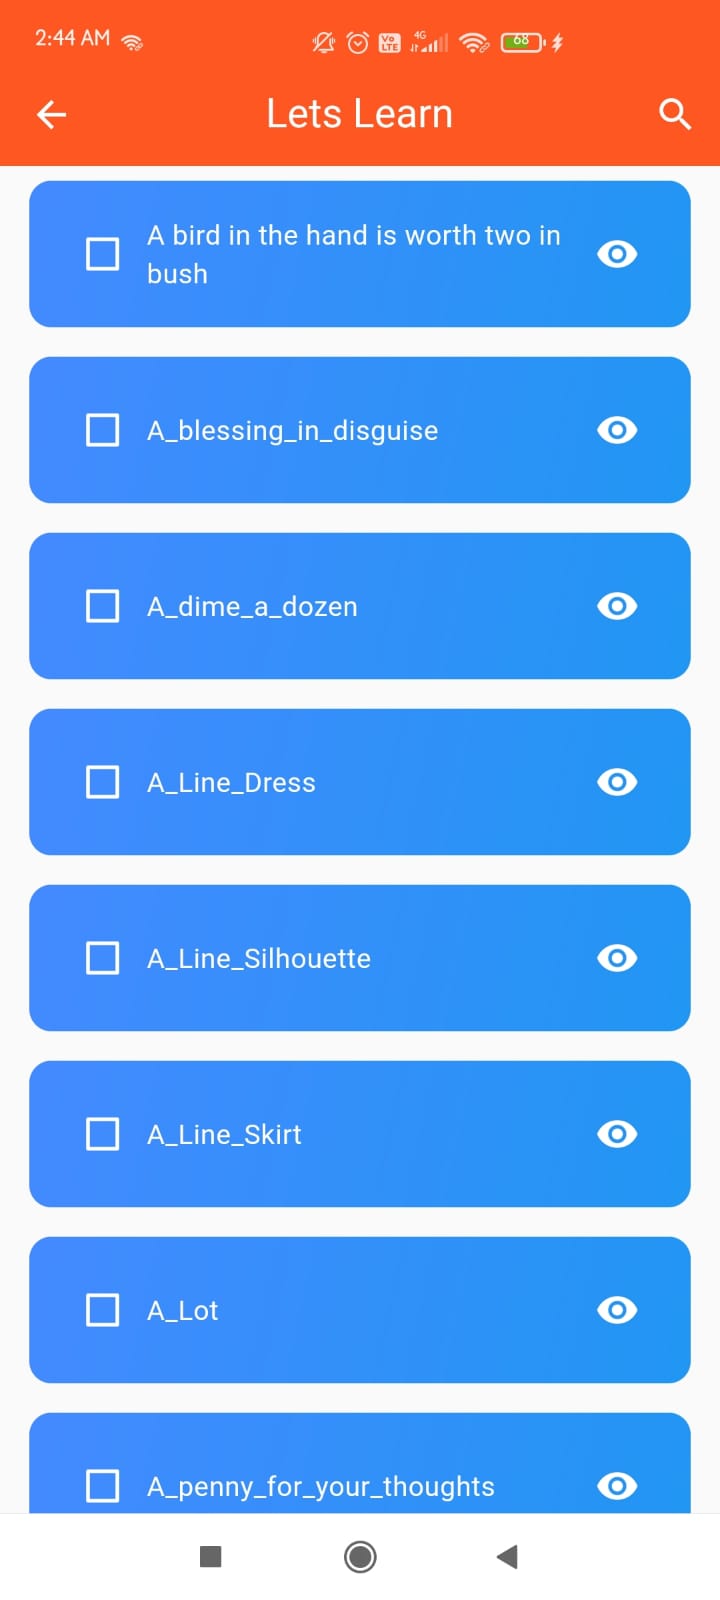 2:44 AM
Vo LTE
4G
68
Lets Learn
A bird in the hand is worth two in
bush
A_blessing_in_disguise
A_dime_a_dozen
A_Line_Dress
A_Line_Silhouette
A_Line_Skirt
A_Lot
A_penny_for_your_thoughts